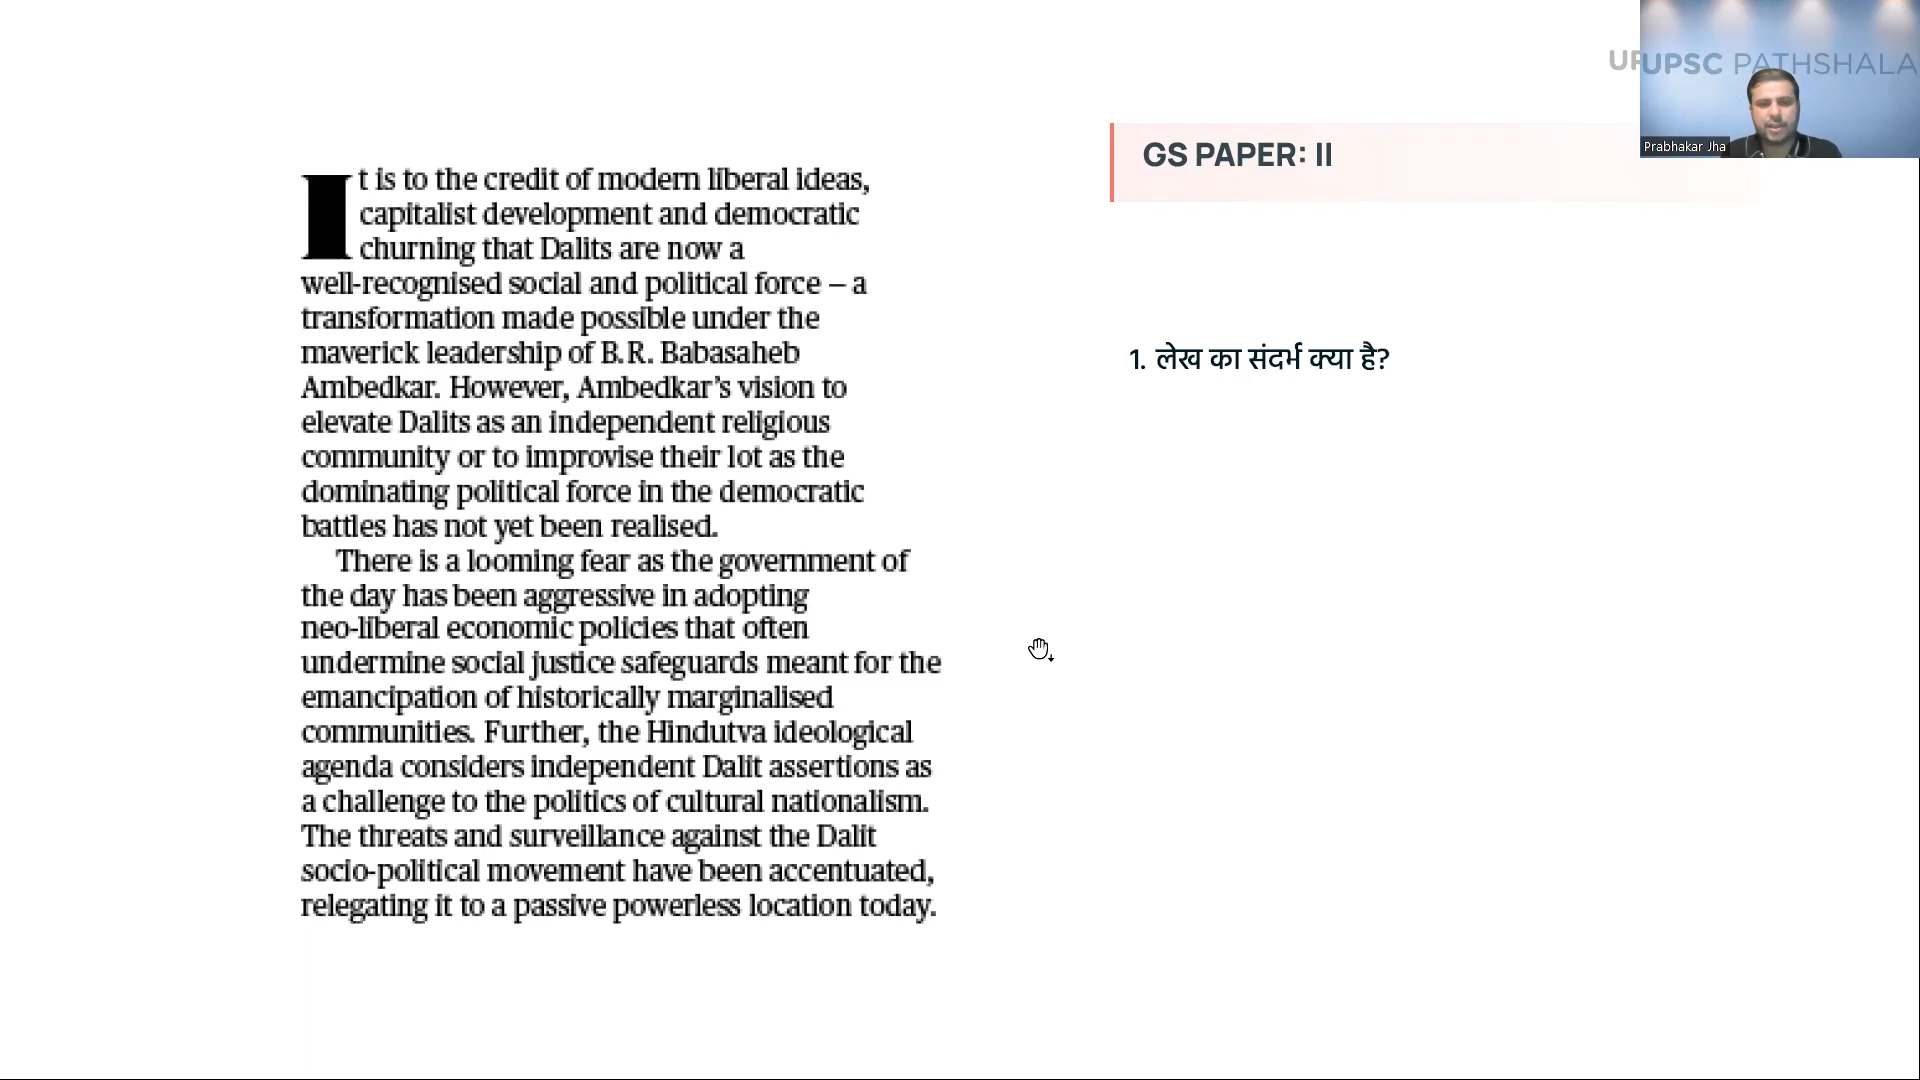 It is to the credit of modern liberal ideas,
capitalist development and democratic
churning that Dalits are now a
well-recognised social and political force – a
transformation made possible under the
maverick leadership of B.R. Babasaheb
Ambedkar. However, Ambedkar’s vision to
elevate Dalits as an independent religious
community or to improvise their lot as the
dominating political force in the democratic
battles has not yet been realised.
There is a looming fear as the government of
the day has been aggressive in adopting
neo-liberal economic policies that often
undermine social justice safeguards meant for the
emancipation of historically marginalised
communities. Further, the Hindutva ideological
agenda considers independent Dalit assertions as
a challenge to the politics of cultural nationalism.
The threats and surveillance against the Dalit
socio-political movement have been accentuated,
relegating it to a passive powerless location today.
GS PAPER: II
1. लेख का संदर्भ क्या है?
UPSC PATHSHALA
Prabhakar Jha